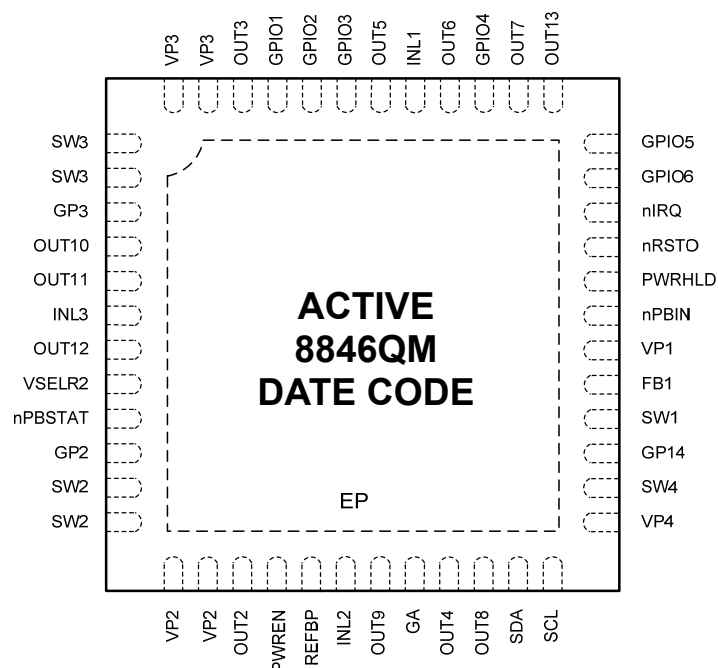 VP3
VP3
OUT3
GPIO1
GPIO2
GPIO3
OUT5
INL1
OUT6
GPIO4
OUT7
OUT13
SW3
SW3
GP3
OUT10
OUT11
INL3
OUT12
VSELR2
nPBSTAT
GP2
SW2
SW2
ACTIVE
8846QM
DATE CODE
EP
GPIO5
GPIO6
nIRQ
nRSTO
PWRHLD
nPBIN
VP1
FB1
SW1
GP14
SW4
VP4
VP2
VP2
OUT2
PWREN
REFBP
INL2
OUT9
GA
OUT4
OUT8
SDA
SCL